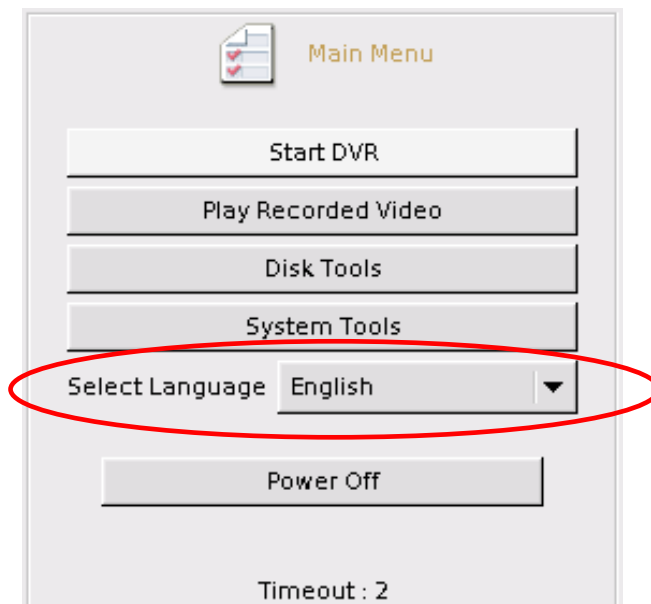 Main Menu
Start DVR
Play Recorded Video
Disk Tools
System Tools
Select Language English
Power Off
Timeout : 2